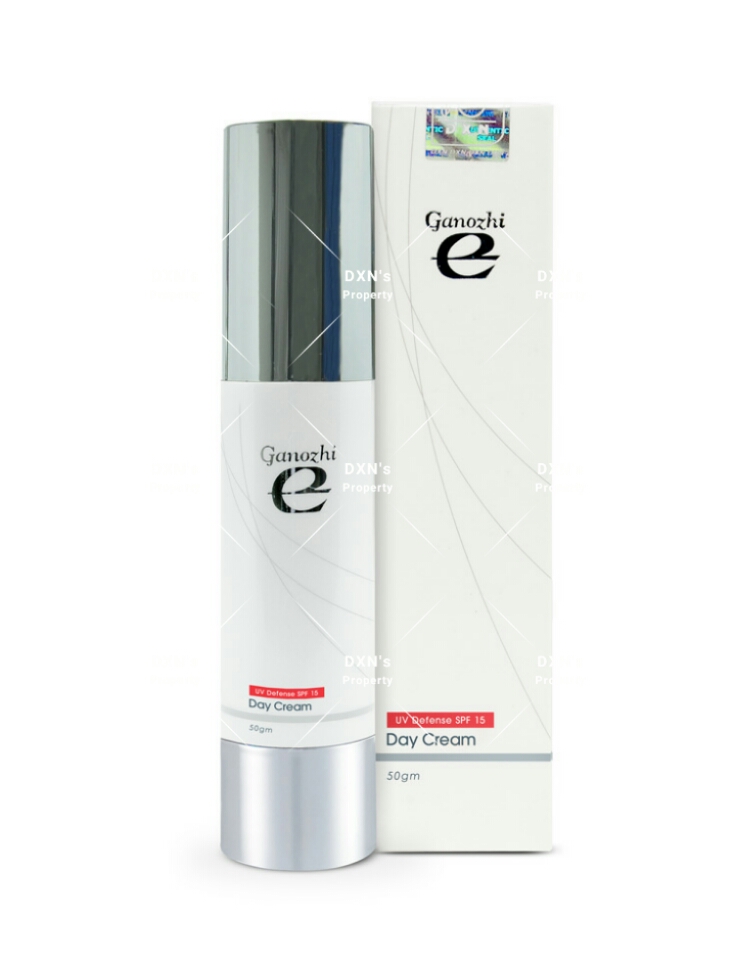 DXN
SEAL
Ganozhi
e
UV Defense SPF 15
Day Cream
50gm
Ganozhi
e
UV Defense SPF 15
Day Cream
50gm
DXN's
Property
DXN's
Property
DXN's
Property